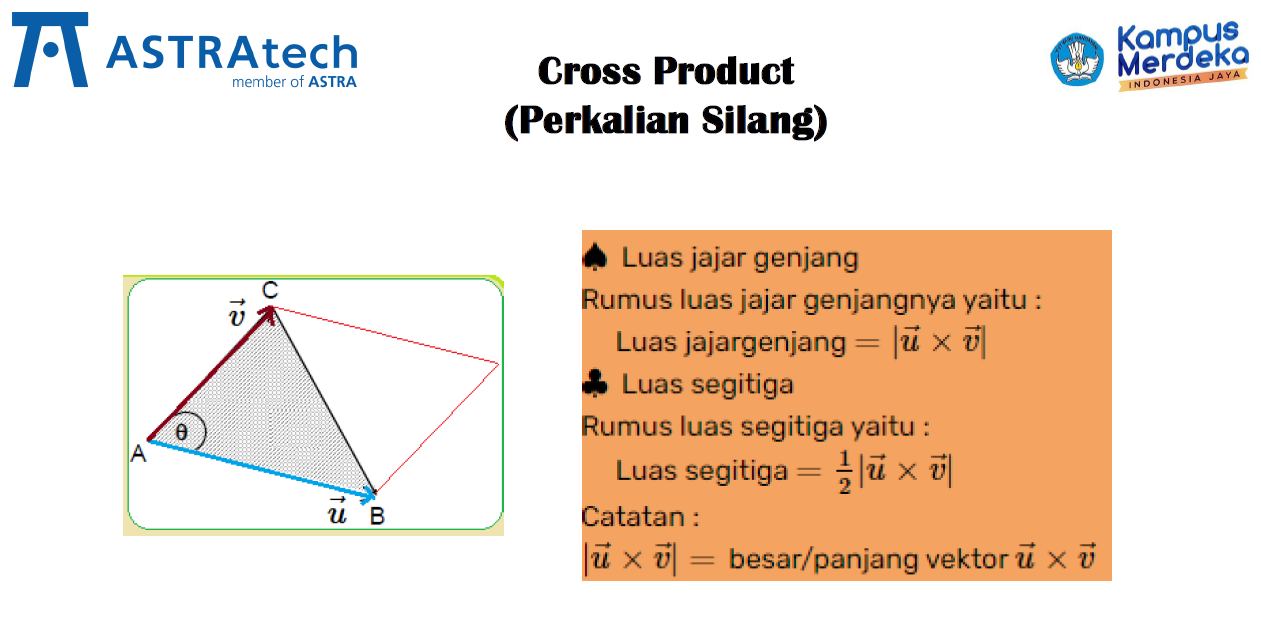 ASTRAtech
member of ASTRA
Kampus
Merdeka
INDONESIA JAYA
Cross Product
(Perkalian Silang)
C
v⃗
θ
A
u⃗
B
♠ Luas jajar genjang
Rumus luas jajar genjangnya yaitu :
Luas jajargenjang = |u⃗ × v⃗|
♣ Luas segitiga
Rumus luas segitiga yaitu :
Luas segitiga = 1/2 |u⃗ × v⃗|
Catatan :
|u⃗ × v⃗| = besar/panjang vektor u⃗ × v⃗